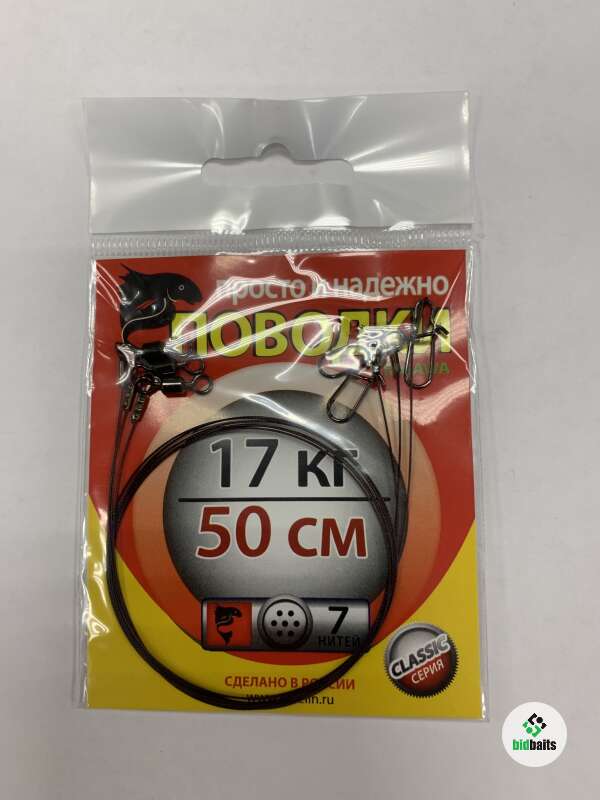 просто и надежно
ПОВОДКИ
17 кг
50 см
7
НИТЕЙ
CLASSIC
СЕРИЯ
СДЕЛАНО В РОССИИ
bidbaits